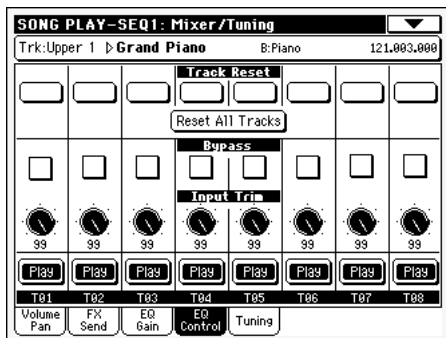 SONG PLAY-SEQ1: Mixer/Tuning
Trk:Upper 1 Grand Piano B:Piano 121.003.000
Track Reset
Reset All Tracks
Bypass
Input Trim
99 99 99 99 99 99 99 99
Play Play Play Play Play Play Play Play
T01 T02 T03 T04 T05 T06 T07 T08
Volume Pan FX Send EQ Gain EQ Control Tuning